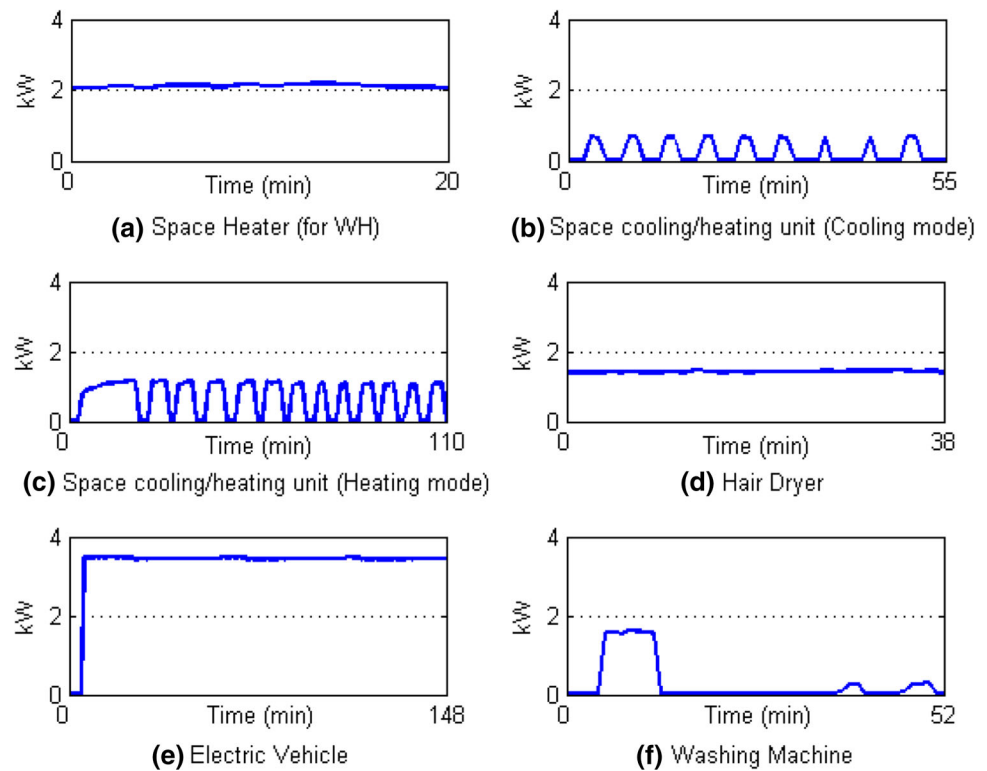 4
2
0
kW
0
Time (min)
20
(a) Space Heater (for WH)
4
2
0
kW
0
Time (min)
55
(b) Space cooling/heating unit (Cooling mode)
4
2
0
kW
0
Time (min)
110
(c) Space cooling/heating unit (Heating mode)
4
2
0
kW
0
Time (min)
38
(d) Hair Dryer
4
2
0
kW
0
Time (min)
148
(e) Electric Vehicle
4
2
0
kW
0
Time (min)
52
(f) Washing Machine